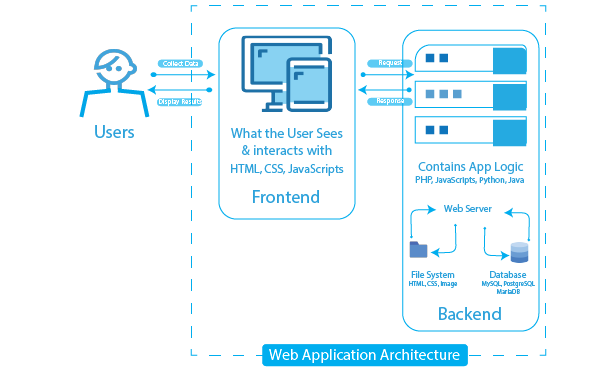 Collect Data
Display Results
Users
What the User Sees
& interacts with
HTML, CSS, JavaScripts
Frontend
Request
Response
Contains App Logic
PHP, JavaScripts, Python, Java
Web Server
File System
HTML, CSS, Image
Database
MySQL, PostgreSQL
MariaDB
Backend
Web Application Architecture